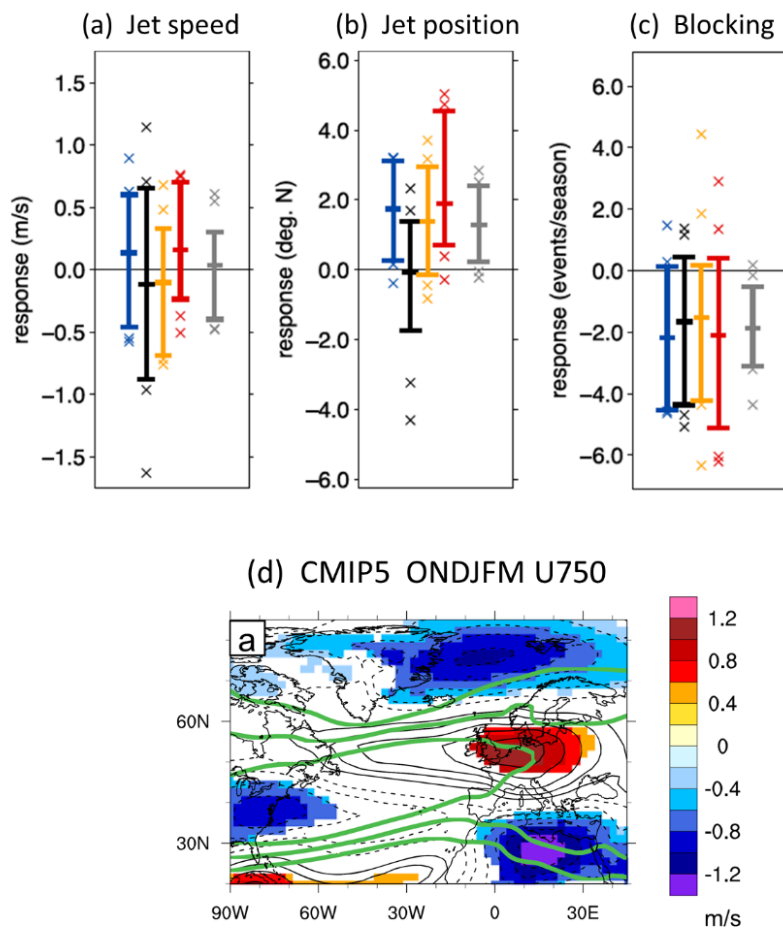 (a) Jet speed
(b) Jet position
(c) Blocking
response (m/s)
1.5
1.0
0.5
0.0
−0.5
−1.0
−1.5
response (deg. N)
6.0
4.0
2.0
0.0
−2.0
−4.0
−6.0
response (events/season)
6.0
4.0
2.0
0.0
−2.0
−4.0
−6.0
(d) CMIP5 ONDJFM U750
a
60N
30N
90W
60W
30W
0
30E
1.2
0.8
0.4
0
-0.4
-0.8
-1.2
m/s